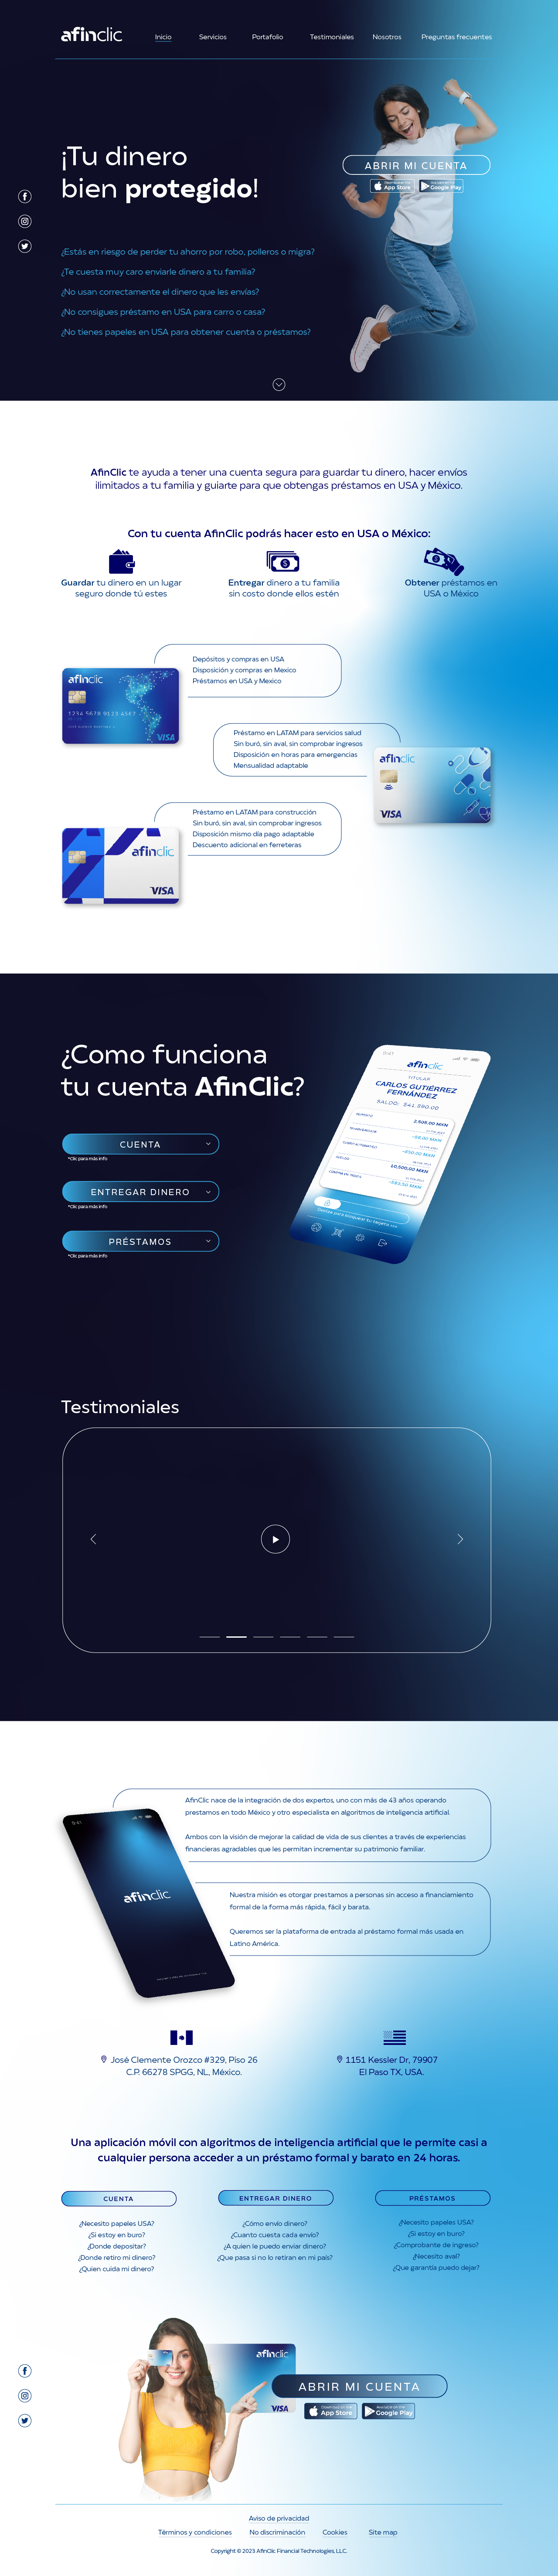 afinclic
Inicio Servicios Portafolio Testimoniales Nosotros Preguntas frecuentes
¡Tu dinero
bien protegido!
ABRIR MI CUENTA
App Store Google Play
¿Estás en riesgo de perder tu ahorro por robo, polleros o migra?
¿Te cuesta muy caro enviarle dinero a tu familia?
¿No usan correctamente el dinero que les envías?
¿No consigues préstamo en USA para carro o casa?
¿No tienes papeles en USA para obtener cuenta o préstamos?
AfinClic te ayuda a tener una cuenta segura para guardar tu dinero, hacer envíos
ilimitados a tu familia y guiarte para que obtengas préstamos en USA y México.
Con tu cuenta AfinClic podrás hacer esto en USA o México:
Guardar tu dinero en un lugar
seguro donde tú estes
Entregar dinero a tu familia
sin costo donde ellos estén
Obtener préstamos en
USA o México
Depósitos y compras en USA
Disposición y compras en Mexico
Préstamos en USA y Mexico
afinclic
VISA
Préstamo en LATAM para servicios salud
Sin buró, sin aval, sin comprobar ingresos
Disposición en horas para emergencias
Mensualidad adaptable
afinclic
VISA
Préstamo en LATAM para construcción
Sin buró, sin aval, sin comprobar ingresos
Disposición mismo día pago adaptable
Descuento adicional en ferreteras
afinclic
VISA
¿Como funciona
tu cuenta AfinClic?
CUENTA
*Clic para más info
ENTREGAR DINERO
*Clic para más info
PRÉSTAMOS
*Clic para más info
9:41
afinclic
TITULAR
CARLOS GUTIÉRREZ
FERNÁNDEZ
SALDO: $41,590.00
Testimoniales
AfinClic nace de la integración de dos expertos, uno con más de 43 años operando
prestamos en todo México y otro especialista en algoritmos de inteligencia artificial.
Ambos con la visión de mejorar la calidad de vida de sus clientes a través de experiencias
financieras agradables que les permitan incrementar su patrimonio familiar.
9:41
afinclic
Nuestra misión es otorgar prestamos a personas sin acceso a financiamiento
formal de la forma más rápida, fácil y barata.
Queremos ser la plataforma de entrada al préstamo formal más usada en
Latino América.
José Clemente Orozco #329, Piso 26
C.P. 66278 SPGG, NL, México.
1151 Kessler Dr, 79907
El Paso TX, USA.
Una aplicación móvil con algoritmos de inteligencia artificial que le permite casi a
cualquier persona acceder a un préstamo formal y barato en 24 horas.
CUENTA
¿Necesito papeles USA?
¿Si estoy en buro?
¿Donde depositar?
¿Donde retiro mi dinero?
¿Quien cuida mi dinero?
ENTREGAR DINERO
¿Cómo envío dinero?
¿Cuanto cuesta cada envío?
¿A quien le puedo enviar dinero?
¿Que pasa si no lo retiran en mi país?
PRÉSTAMOS
¿Necesito papeles USA?
¿Si estoy en buro?
¿Comprobante de ingreso?
¿Necesito aval?
¿Que garantía puedo dejar?
afinclic
VISA
ABRIR MI CUENTA
App Store Google Play
Aviso de privacidad
Términos y condiciones No discriminación Cookies Site map
Copyright © 2023 AfinClic Financial Technologies, LLC.